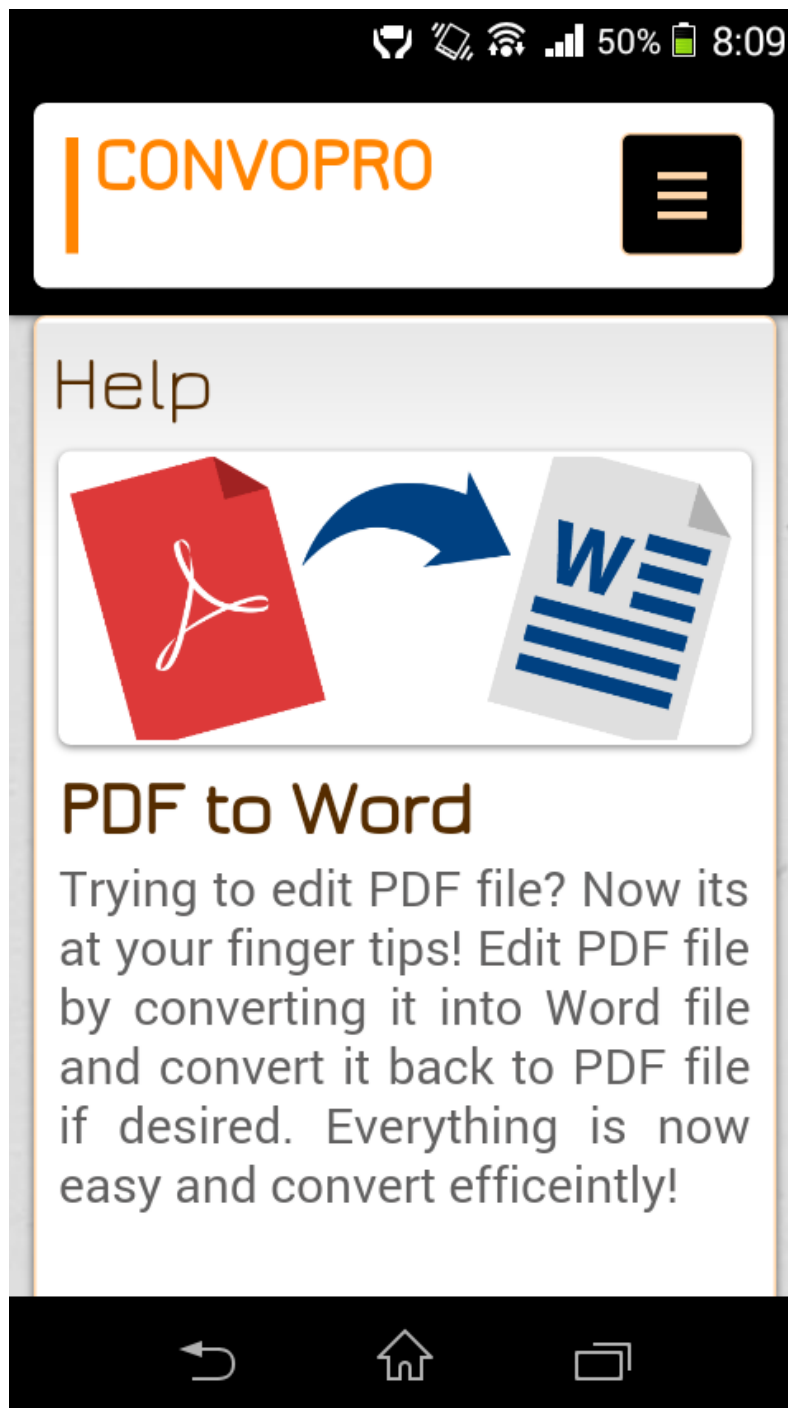 50% 8:09
CONVOPRO
Help
W
PDF to Word
Trying to edit PDF file? Now its
at your finger tips! Edit PDF file
by converting it into Word file
and convert it back to PDF file
if desired. Everything is now
easy and convert efficeintly!